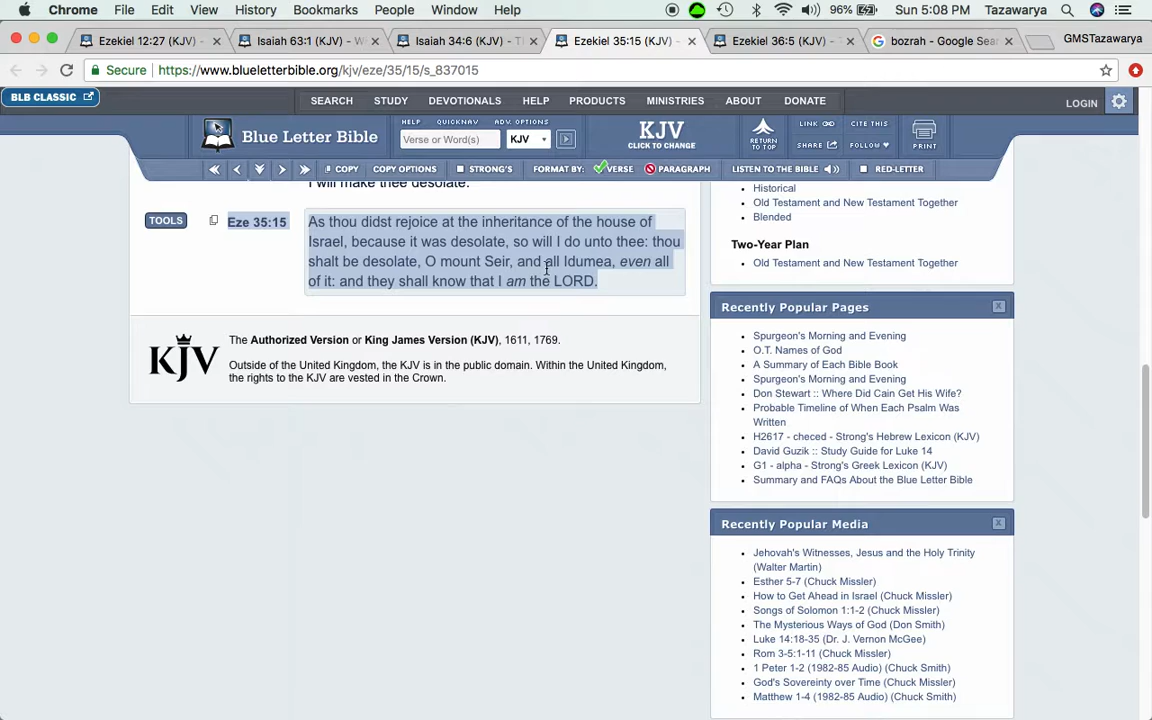 Chrome File Edit View History Bookmarks People Window Help 96% Sun 5:08 PM Tazawarya
Ezekiel 12:27 (KJV) - Isaiah 63:1 (KJV) - W Isaiah 34:6 (KJV) - T Ezekiel 35:15 (KJV) - Ezekiel 36:5 (KJV) - T bozrah - Google Sea GMSTazawarya
Secure https://www.blueletterbible.org/kjv/eze/35/15/s_837015
BLB CLASSIC
SEARCH STUDY DEVOTIONALS HELP PRODUCTS MINISTRIES ABOUT DONATE LOGIN
Blue Letter Bible
HELP QUICKNAV ADV. OPTIONS
Verse or Word(s) KJV
KJV
CLICK TO CHANGE
RETURN TO TOP
LINK CITE THIS
SHARE FOLLOW
PRINT
COPY COPY OPTIONS STRONG'S FORMAT BY: VERSE PARAGRAPH LISTEN TO THE BIBLE RED-LETTER
I will make thee desolate.
TOOLS Eze 35:15 As thou didst rejoice at the inheritance of the house of
Israel, because it was desolate, so will I do unto thee: thou
shalt be desolate, O mount Seir, and all Idumea, even all
of it: and they shall know that I am the LORD.
KJV
The Authorized Version or King James Version (KJV), 1611, 1769.
Outside of the United Kingdom, the KJV is in the public domain. Within the United Kingdom,
the rights to the KJV are vested in the Crown.
Historical
Old Testament and New Testament Together
Blended
Two-Year Plan
Old Testament and New Testament Together
Recently Popular Pages X
Spurgeon's Morning and Evening
O.T. Names of God
A Summary of Each Bible Book
Spurgeon's Morning and Evening
Don Stewart :: Where Did Cain Get His Wife?
Probable Timeline of When Each Psalm Was
Written
H2617 - checed - Strong's Hebrew Lexicon (KJV)
David Guzik :: Study Guide for Luke 14
G1 - alpha - Strong's Greek Lexicon (KJV)
Summary and FAQs About the Blue Letter Bible
Recently Popular Media X
Jehovah's Witnesses, Jesus and the Holy Trinity
(Walter Martin)
Esther 5-7 (Chuck Missler)
How to Get Ahead in Israel (Chuck Missler)
Songs of Solomon 1:1-2 (Chuck Missler)
The Mysterious Ways of God (Don Smith)
Luke 14:18-35 (Dr. J. Vernon McGee)
Rom 3-5:1-11 (Chuck Missler)
1 Peter 1-2 (1982-85 Audio) (Chuck Smith)
God's Sovereinty over Time (Chuck Missler)
Matthew 1-4 (1982-85 Audio) (Chuck Smith)